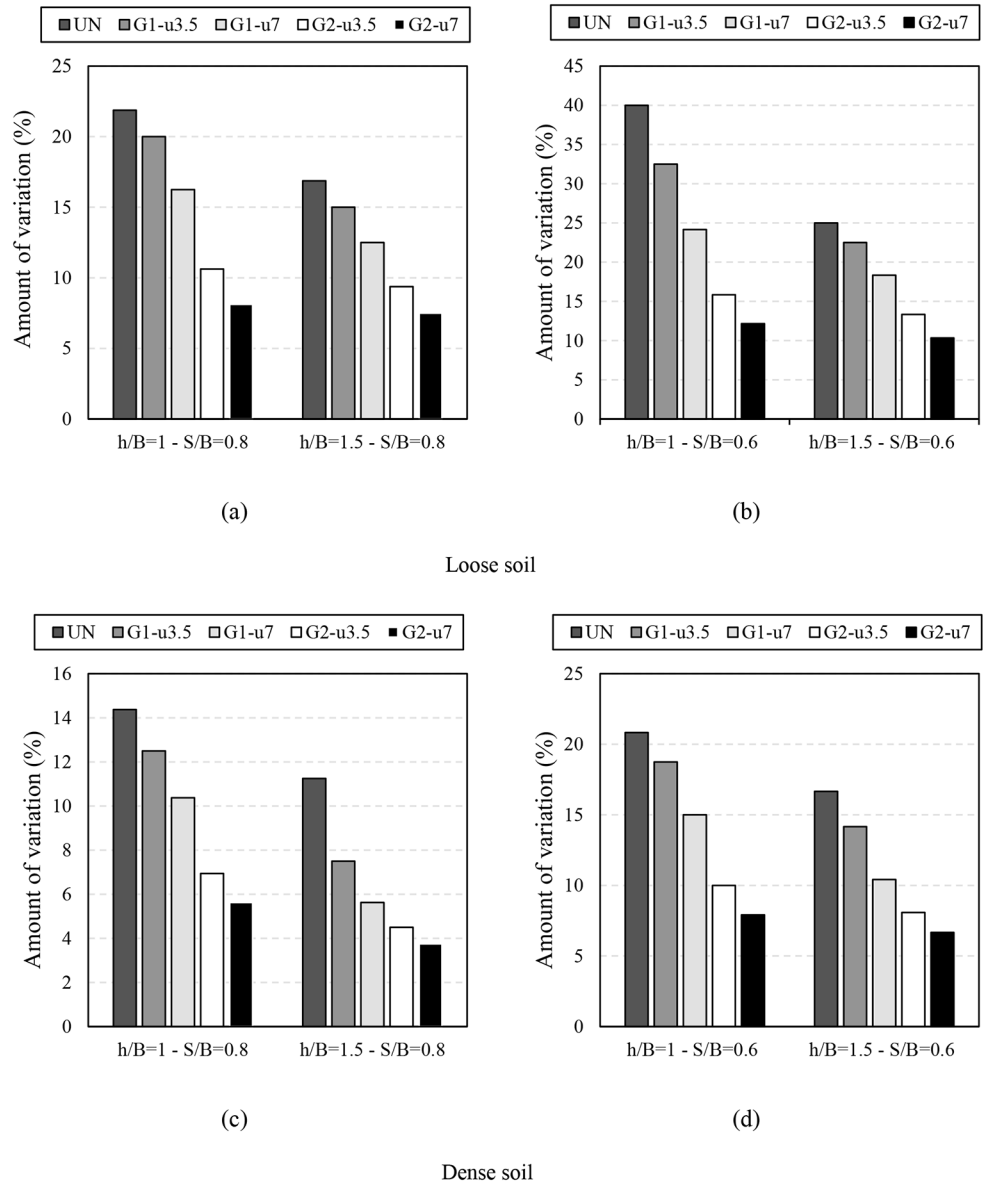 UN G1-u3.5 G1-u7 G2-u3.5 G2-u7
Amount of variation (%)
25
20
15
10
5
0
h/B=1 - S/B=0.8 h/B=1.5 - S/B=0.8
(a)
UN G1-u3.5 G1-u7 G2-u3.5 G2-u7
Amount of variation (%)
45
40
35
30
25
20
15
10
5
0
h/B=1 - S/B=0.6 h/B=1.5 - S/B=0.6
(b)
Loose soil
UN G1-u3.5 G1-u7 G2-u3.5 G2-u7
Amount of variation (%)
16
14
12
10
8
6
4
2
0
h/B=1 - S/B=0.8 h/B=1.5 - S/B=0.8
(c)
UN G1-u3.5 G1-u7 G2-u3.5 G2-u7
Amount of variation (%)
25
20
15
10
5
0
h/B=1 - S/B=0.6 h/B=1.5 - S/B=0.6
(d)
Dense soil